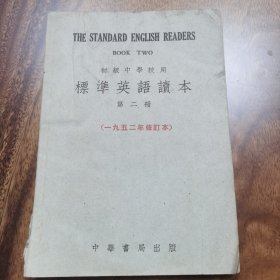 THE STANDARD ENGLISH READERS
BOOK TWO
初級中學校用
標準英語讀本
第二冊
（一九五二年修訂本）
中華書局出版